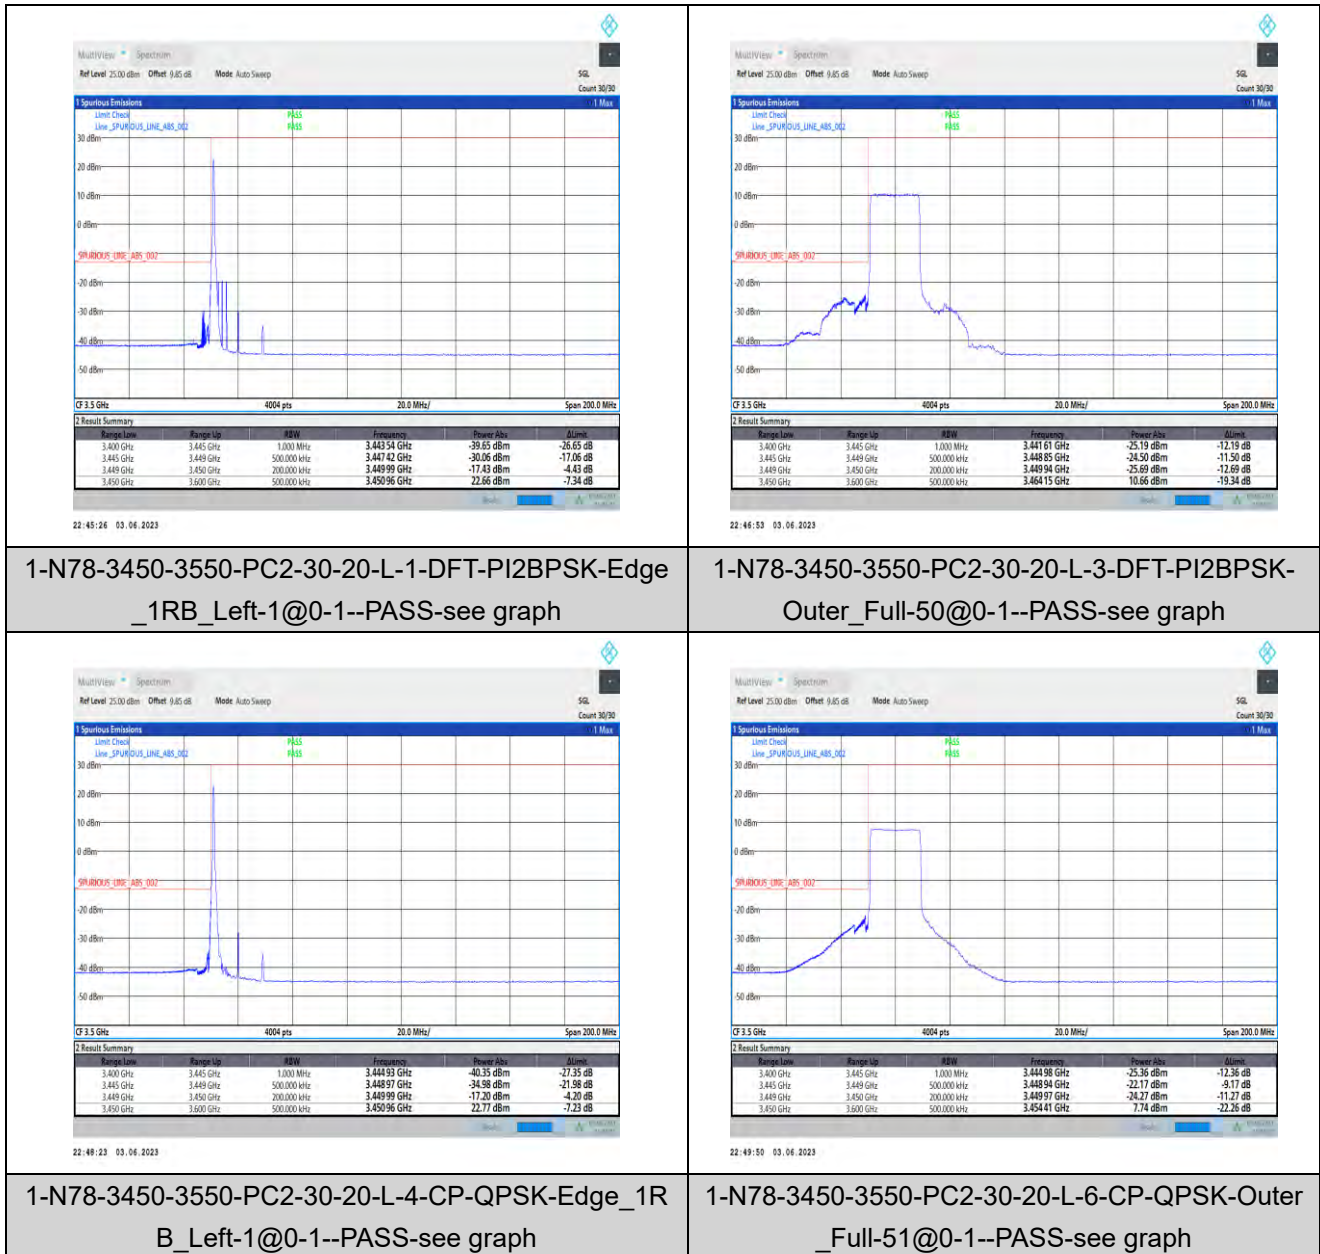 MultiView Spectrum
Ref Level 25.00 dBm Offset 9.85 dB Mode Auto Sweep SGL
Count 30/30
1 Spurious Emissions 1 Max
Limit Check PASS
Line _SPURIOUS_LINE_ABS_002 PASS
30 dBm
20 dBm
10 dBm
0 dBm
SPURIOUS_LINE_ABS_002
-20 dBm
-30 dBm
-40 dBm
-50 dBm
CF 3.5 GHz 4004 pts 20.0 MHz/ Span 200.0 MHz
2 Result Summary
Range Low Range Up RBW Frequency Power Abs ΔLimit
3.400 GHz 3.445 GHz 1.000 MHz 3.443 54 GHz -39.65 dBm -26.65 dB
3.445 GHz 3.449 GHz 500.000 kHz 3.447 42 GHz -30.06 dBm -17.06 dB
3.449 GHz 3.450 GHz 200.000 kHz 3.449 99 GHz -17.43 dBm -4.43 dB
3.450 GHz 3.600 GHz 500.000 kHz 3.450 96 GHz 22.66 dBm -7.34 dB
22:45:26 03.06.2023
MultiView Spectrum
Ref Level 25.00 dBm Offset 9.85 dB Mode Auto Sweep SGL
Count 30/30
1 Spurious Emissions 1 Max
Limit Check PASS
Line _SPURIOUS_LINE_ABS_002 PASS
30 dBm
20 dBm
10 dBm
0 dBm
SPURIOUS_LINE_ABS_002
-20 dBm
-30 dBm
-40 dBm
-50 dBm
CF 3.5 GHz 4004 pts 20.0 MHz/ Span 200.0 MHz
2 Result Summary
Range Low Range Up RBW Frequency Power Abs ΔLimit
3.400 GHz 3.445 GHz 1.000 MHz 3.441 61 GHz -25.19 dBm -12.19 dB
3.445 GHz 3.449 GHz 500.000 kHz 3.448 85 GHz -24.50 dBm -11.50 dB
3.449 GHz 3.450 GHz 200.000 kHz 3.449 94 GHz -25.69 dBm -12.69 dB
3.450 GHz 3.600 GHz 500.000 kHz 3.464 15 GHz 10.66 dBm -19.34 dB
22:46:53 03.06.2023
1-N78-3450-3550-PC2-30-20-L-1-DFT-PI2BPSK-Edge
_1RB_Left-1@0-1--PASS-see graph
1-N78-3450-3550-PC2-30-20-L-3-DFT-PI2BPSK-
Outer_Full-50@0-1--PASS-see graph
MultiView Spectrum
Ref Level 25.00 dBm Offset 9.85 dB Mode Auto Sweep SGL
Count 30/30
1 Spurious Emissions 1 Max
Limit Check PASS
Line _SPURIOUS_LINE_ABS_002 PASS
30 dBm
20 dBm
10 dBm
0 dBm
SPURIOUS_LINE_ABS_002
-20 dBm
-30 dBm
-40 dBm
-50 dBm
CF 3.5 GHz 4004 pts 20.0 MHz/ Span 200.0 MHz
2 Result Summary
Range Low Range Up RBW Frequency Power Abs ΔLimit
3.400 GHz 3.445 GHz 1.000 MHz 3.444 93 GHz -40.35 dBm -27.35 dB
3.445 GHz 3.449 GHz 500.000 kHz 3.448 97 GHz -34.98 dBm -21.98 dB
3.449 GHz 3.450 GHz 200.000 kHz 3.449 99 GHz -17.20 dBm -4.20 dB
3.450 GHz 3.600 GHz 500.000 kHz 3.450 96 GHz 22.77 dBm -7.23 dB
22:48:23 03.06.2023
MultiView Spectrum
Ref Level 25.00 dBm Offset 9.85 dB Mode Auto Sweep SGL
Count 30/30
1 Spurious Emissions 1 Max
Limit Check PASS
Line _SPURIOUS_LINE_ABS_002 PASS
30 dBm
20 dBm
10 dBm
0 dBm
SPURIOUS_LINE_ABS_002
-20 dBm
-30 dBm
-40 dBm
-50 dBm
CF 3.5 GHz 4004 pts 20.0 MHz/ Span 200.0 MHz
2 Result Summary
Range Low Range Up RBW Frequency Power Abs ΔLimit
3.400 GHz 3.445 GHz 1.000 MHz 3.444 98 GHz -25.36 dBm -12.36 dB
3.445 GHz 3.449 GHz 500.000 kHz 3.448 94 GHz -22.17 dBm -9.17 dB
3.449 GHz 3.450 GHz 200.000 kHz 3.449 97 GHz -24.27 dBm -11.27 dB
3.450 GHz 3.600 GHz 500.000 kHz 3.454 41 GHz 7.74 dBm -22.26 dB
22:49:50 03.06.2023
1-N78-3450-3550-PC2-30-20-L-4-CP-QPSK-Edge_1R
B_Left-1@0-1--PASS-see graph
1-N78-3450-3550-PC2-30-20-L-6-CP-QPSK-Outer
_Full-51@0-1--PASS-see graph